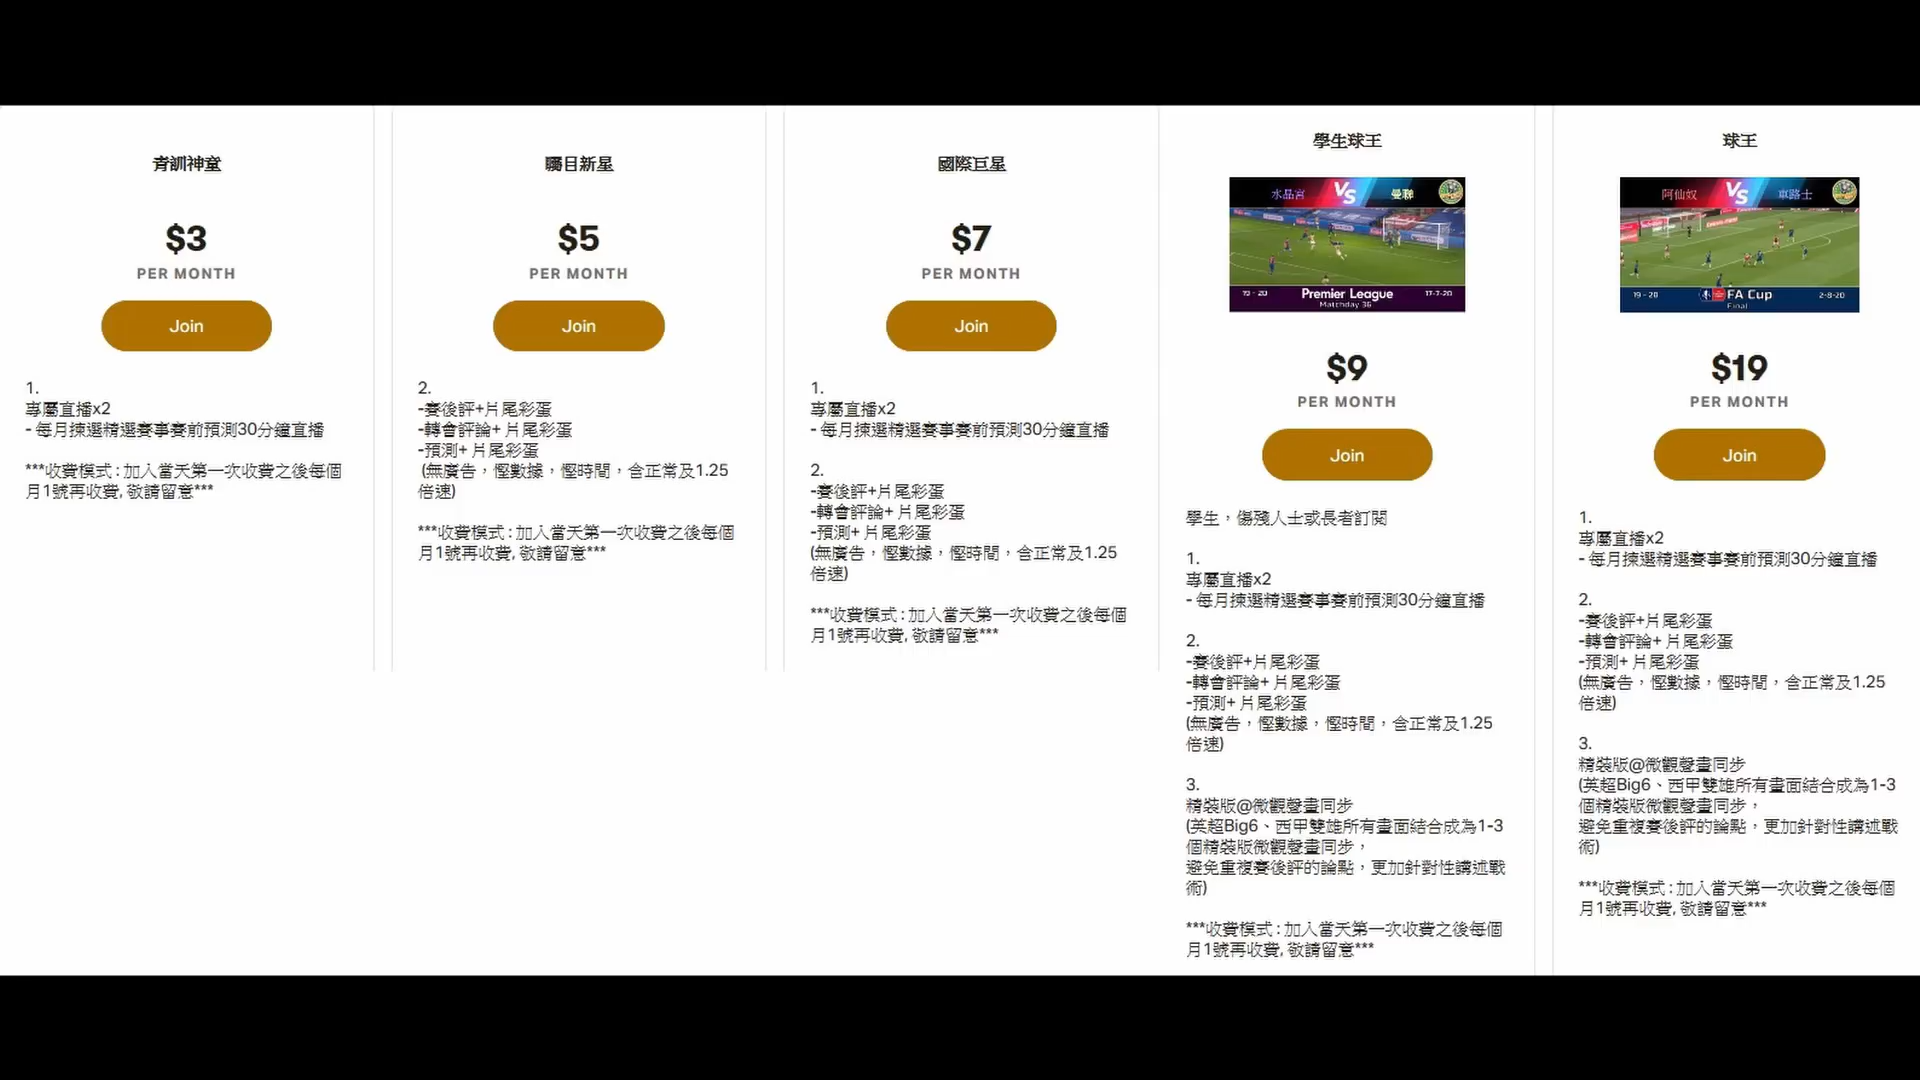 青訓神童
$3
PER MONTH
Join
1.
專屬直播x2
- 每月揀選精選賽事賽前預測30分鐘直播
***收費模式 : 加入當天第一次收費之後每個
月1號再收費, 敬請留意***
矚目新星
$5
PER MONTH
Join
2.
-賽後評+片尾彩蛋
-轉會評論+ 片尾彩蛋
-預測+ 片尾彩蛋
(無廣告，慳數據，慳時間，含正常及1.25
倍速)
***收費模式 : 加入當天第一次收費之後每個
月1號再收費, 敬請留意***
國際巨星
$7
PER MONTH
Join
1.
專屬直播x2
- 每月揀選精選賽事賽前預測30分鐘直播
2.
-賽後評+片尾彩蛋
-轉會評論+ 片尾彩蛋
-預測+ 片尾彩蛋
(無廣告，慳數據，慳時間，含正常及1.25
倍速)
***收費模式 : 加入當天第一次收費之後每個
月1號再收費, 敬請留意***
學生球王
水晶宮 VS 曼聯
19 - 20 Premier League 17-7-20
Matchday 36
$9
PER MONTH
Join
學生，傷殘人士或長者訂閱
1.
專屬直播x2
- 每月揀選精選賽事賽前預測30分鐘直播
2.
-賽後評+片尾彩蛋
-轉會評論+ 片尾彩蛋
-預測+ 片尾彩蛋
(無廣告，慳數據，慳時間，含正常及1.25
倍速)
3.
精裝版@微觀聲畫同步
(英超Big6、西甲雙雄所有畫面結合成為1-3
個精裝版微觀聲畫同步，
避免重複賽後評的論點，更加針對性講述戰
術)
***收費模式 : 加入當天第一次收費之後每個
月1號再收費, 敬請留意***
球王
阿仙奴 VS 車路士
19 - 20 FA Cup 2-8-20
Final
$19
PER MONTH
Join
1.
專屬直播x2
- 每月揀選精選賽事賽前預測30分鐘直播
2.
-賽後評+片尾彩蛋
-轉會評論+ 片尾彩蛋
-預測+ 片尾彩蛋
(無廣告，慳數據，慳時間，含正常及1.25
倍速)
3.
精裝版@微觀聲畫同步
(英超Big6、西甲雙雄所有畫面結合成為1-3
個精裝版微觀聲畫同步，
避免重複賽後評的論點，更加針對性講述戰
術)
***收費模式 : 加入當天第一次收費之後每個
月1號再收費, 敬請留意***